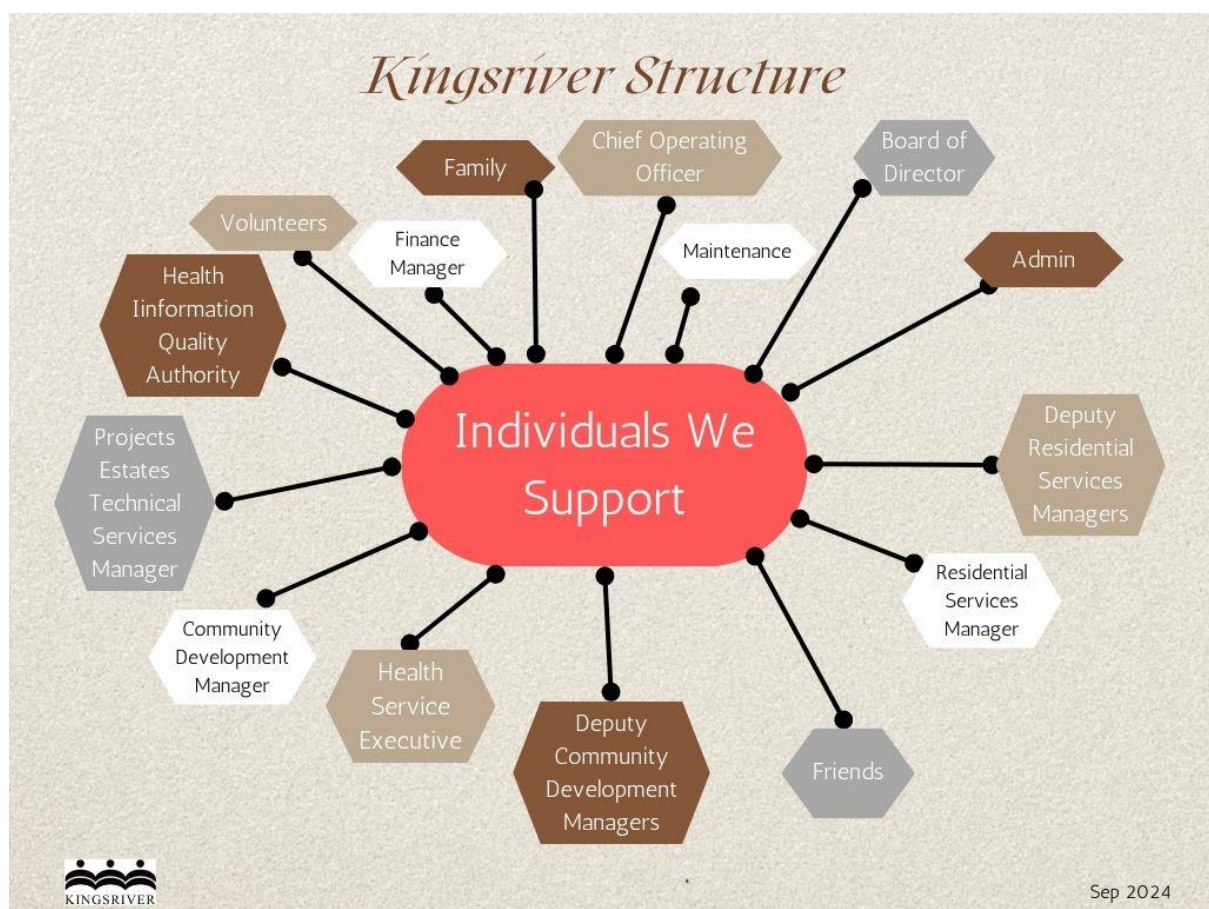 Kingsriver Structure
Family
Chief Operating
Officer
Board of
Director
Volunteers
Finance
Manager
Maintenance
Admin
Health
Iinformation
Quality
Authority
Individuals We
Support
Deputy
Residential
Services
Managers
Projects
Estates
Technical
Services
Manager
Residential
Services
Manager
Community
Development
Manager
Health
Service
Executive
Deputy
Community
Development
Managers
Friends
KINGSRIVER
Sep 2024